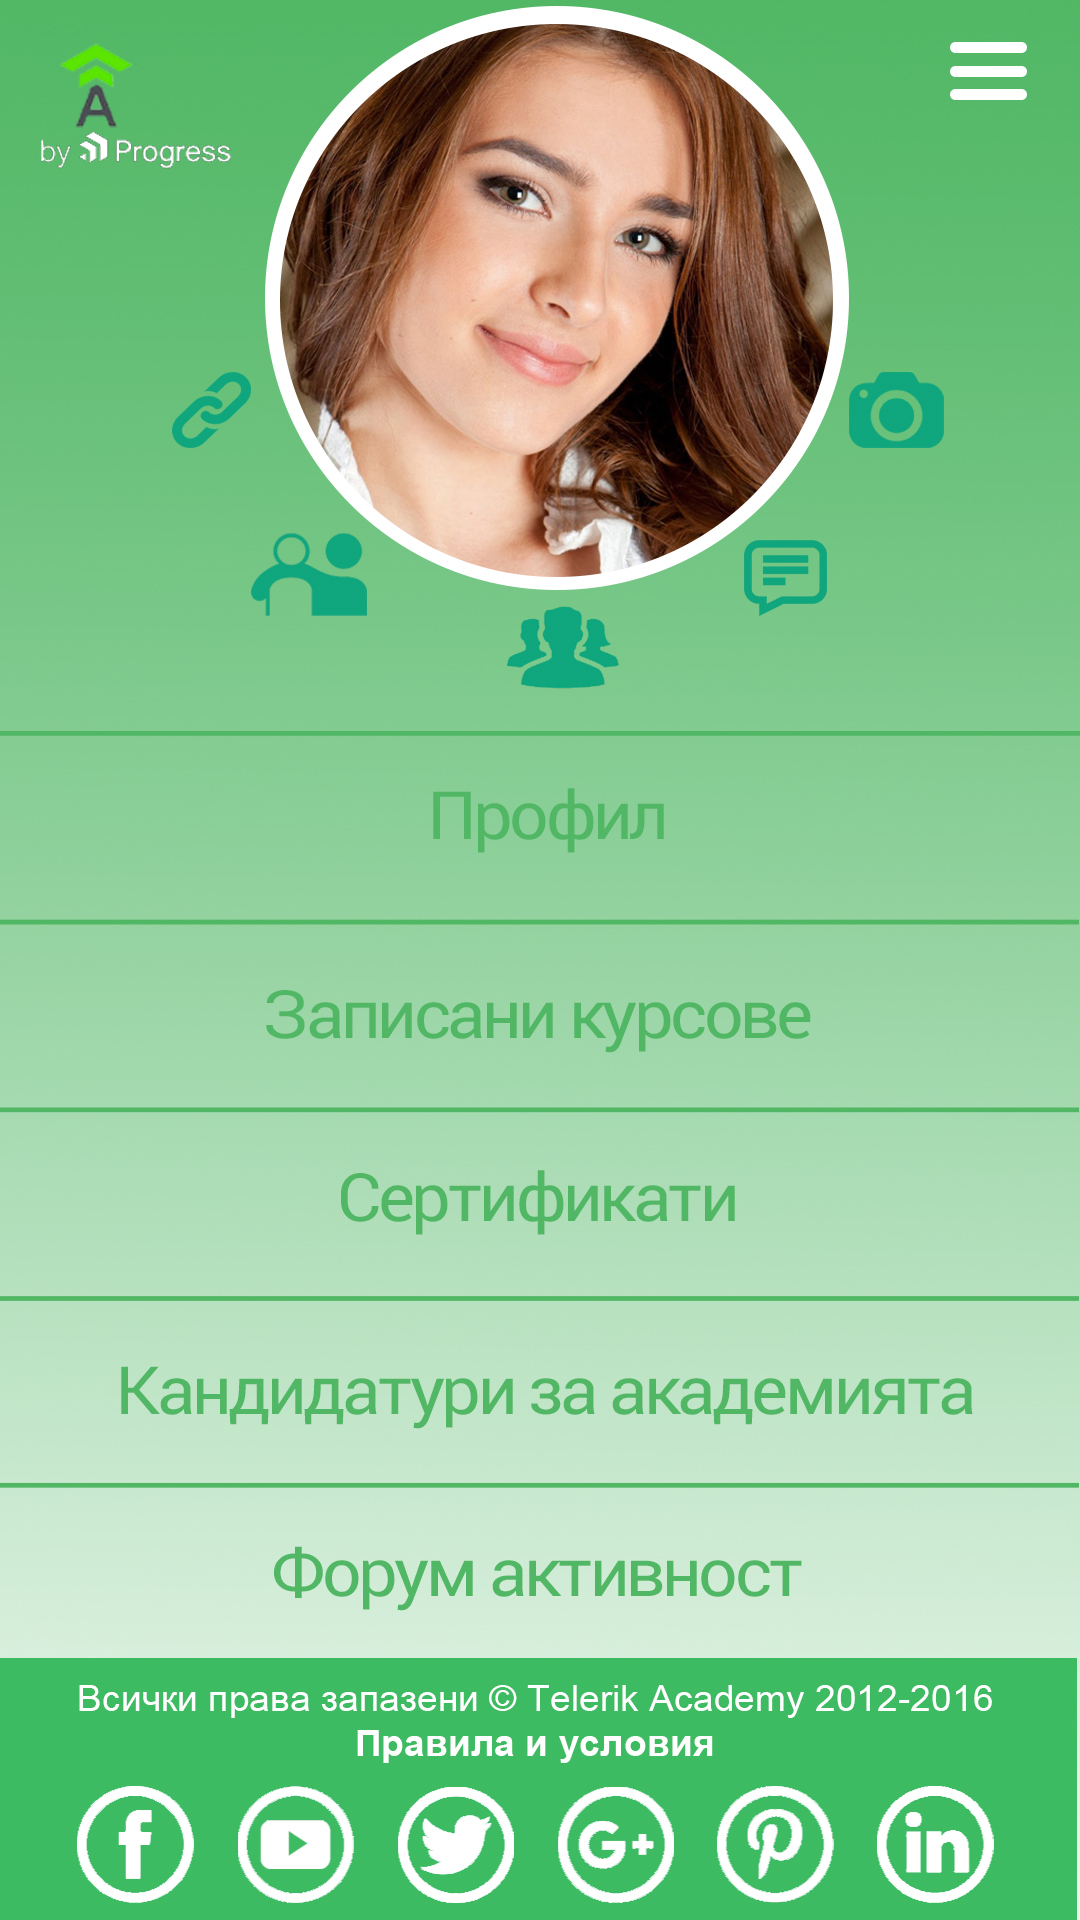 A
by Progress
Профил
Записани курсове
Сертификати
Кандидатури за академията
Форум активност
Всички права запазени © Telerik Academy 2012-2016
Правила и условия